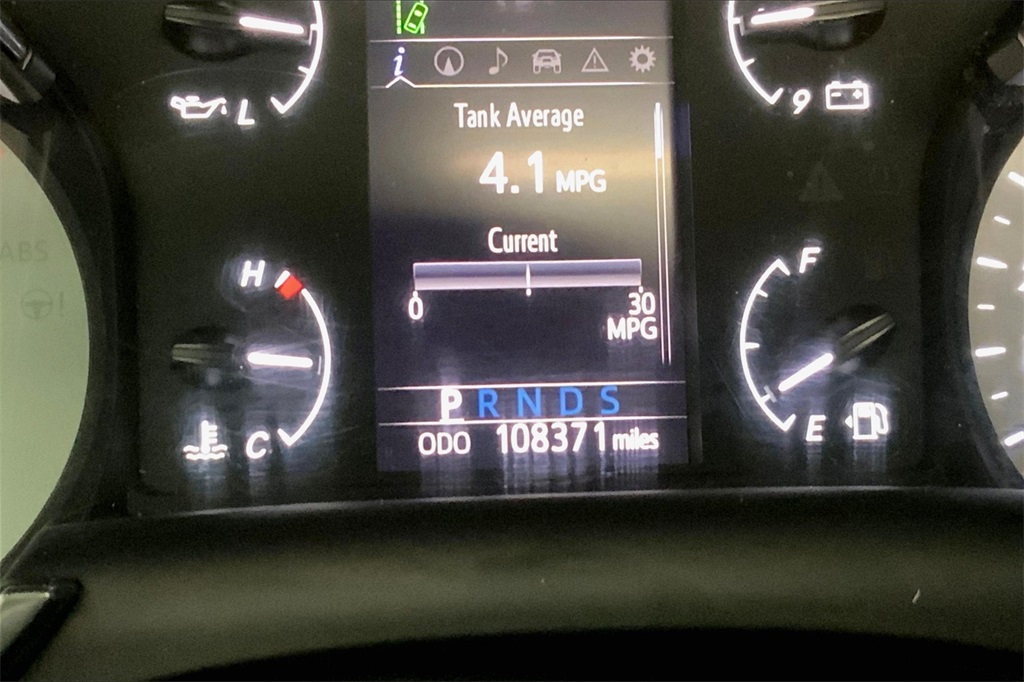 L
9
- +
i
Tank Average
4.1 MPG
Current
0 30
MPG
H
C
F
E
ABS
P R N D S
ODO 108371 miles